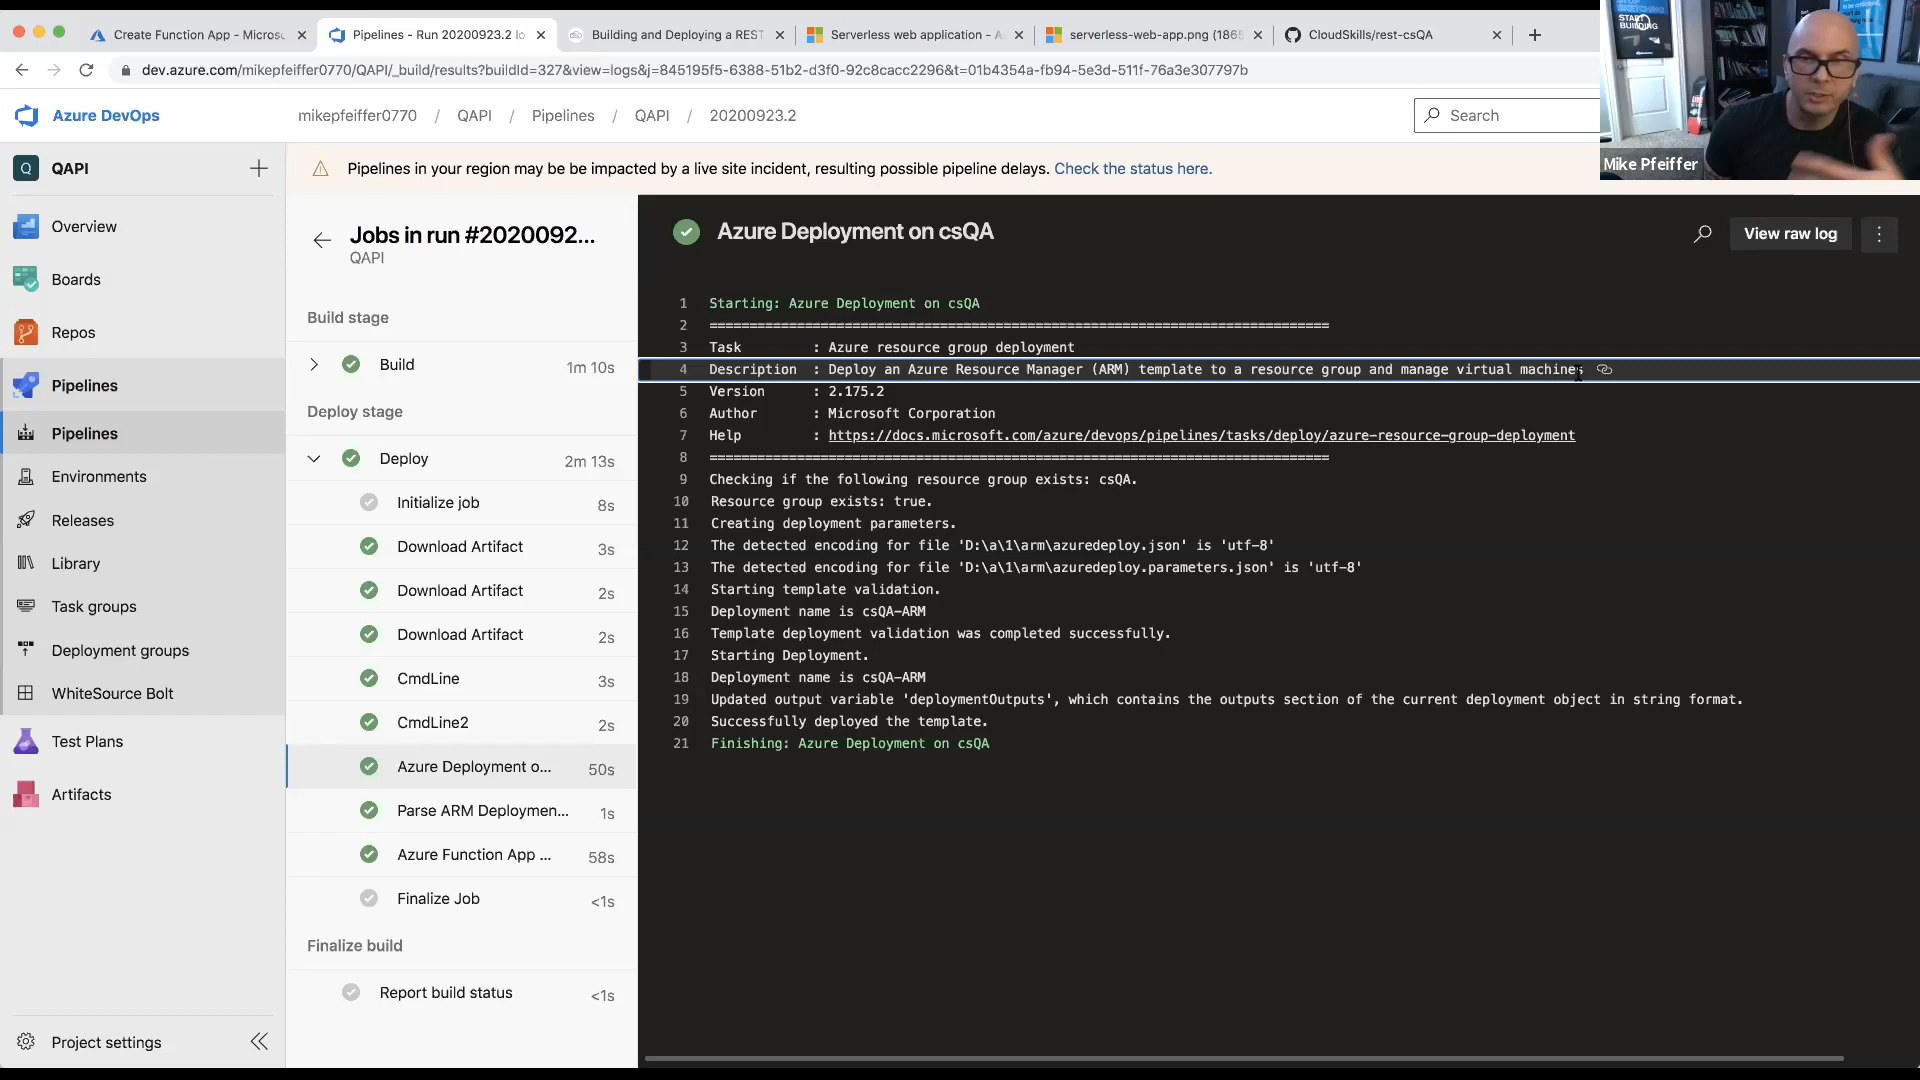 Create Function App - Microsc
Pipelines - Run 20200923.2 lo
Building and Deploying a REST
Serverless web application - A
serverless-web-app.png (1865
CloudSkills/rest-csQA
dev.azure.com/mikepfeiffer0770/QAPI/_build/results?buildId=327&view=logs&j=845195f5-6388-51b2-d3f0-92c8cacc2296&t=01b4354a-fb94-5e3d-511f-76a3e307797b
START
BUILDING
Mike Pfeiffer
Azure DevOps
mikepfeiffer0770 / QAPI / Pipelines / QAPI / 20200923.2
Search
Q QAPI
Pipelines in your region may be be impacted by a live site incident, resulting possible pipeline delays. Check the status here.
Overview
Boards
Repos
Pipelines
Pipelines
Environments
Releases
Library
Task groups
Deployment groups
WhiteSource Bolt
Test Plans
Artifacts
Project settings
Jobs in run #2020092...
QAPI
Build stage
Build 1m 10s
Deploy stage
Deploy 2m 13s
Initialize job 8s
Download Artifact 3s
Download Artifact 2s
Download Artifact 2s
CmdLine 3s
CmdLine2 2s
Azure Deployment o... 50s
Parse ARM Deploymen... 1s
Azure Function App ... 58s
Finalize Job <1s
Finalize build
Report build status <1s
Azure Deployment on csQA
View raw log
1 Starting: Azure Deployment on csQA
2 ==============================================================================
3 Task : Azure resource group deployment
4 Description : Deploy an Azure Resource Manager (ARM) template to a resource group and manage virtual machines
5 Version : 2.175.2
6 Author : Microsoft Corporation
7 Help : https://docs.microsoft.com/azure/devops/pipelines/tasks/deploy/azure-resource-group-deployment
8 ==============================================================================
9 Checking if the following resource group exists: csQA.
10 Resource group exists: true.
11 Creating deployment parameters.
12 The detected encoding for file 'D:\a\1\arm\azuredeploy.json' is 'utf-8'
13 The detected encoding for file 'D:\a\1\arm\azuredeploy.parameters.json' is 'utf-8'
14 Starting template validation.
15 Deployment name is csQA-ARM
16 Template deployment validation was completed successfully.
17 Starting Deployment.
18 Deployment name is csQA-ARM
19 Updated output variable 'deploymentOutputs', which contains the outputs section of the current deployment object in string format.
20 Successfully deployed the template.
21 Finishing: Azure Deployment on csQA